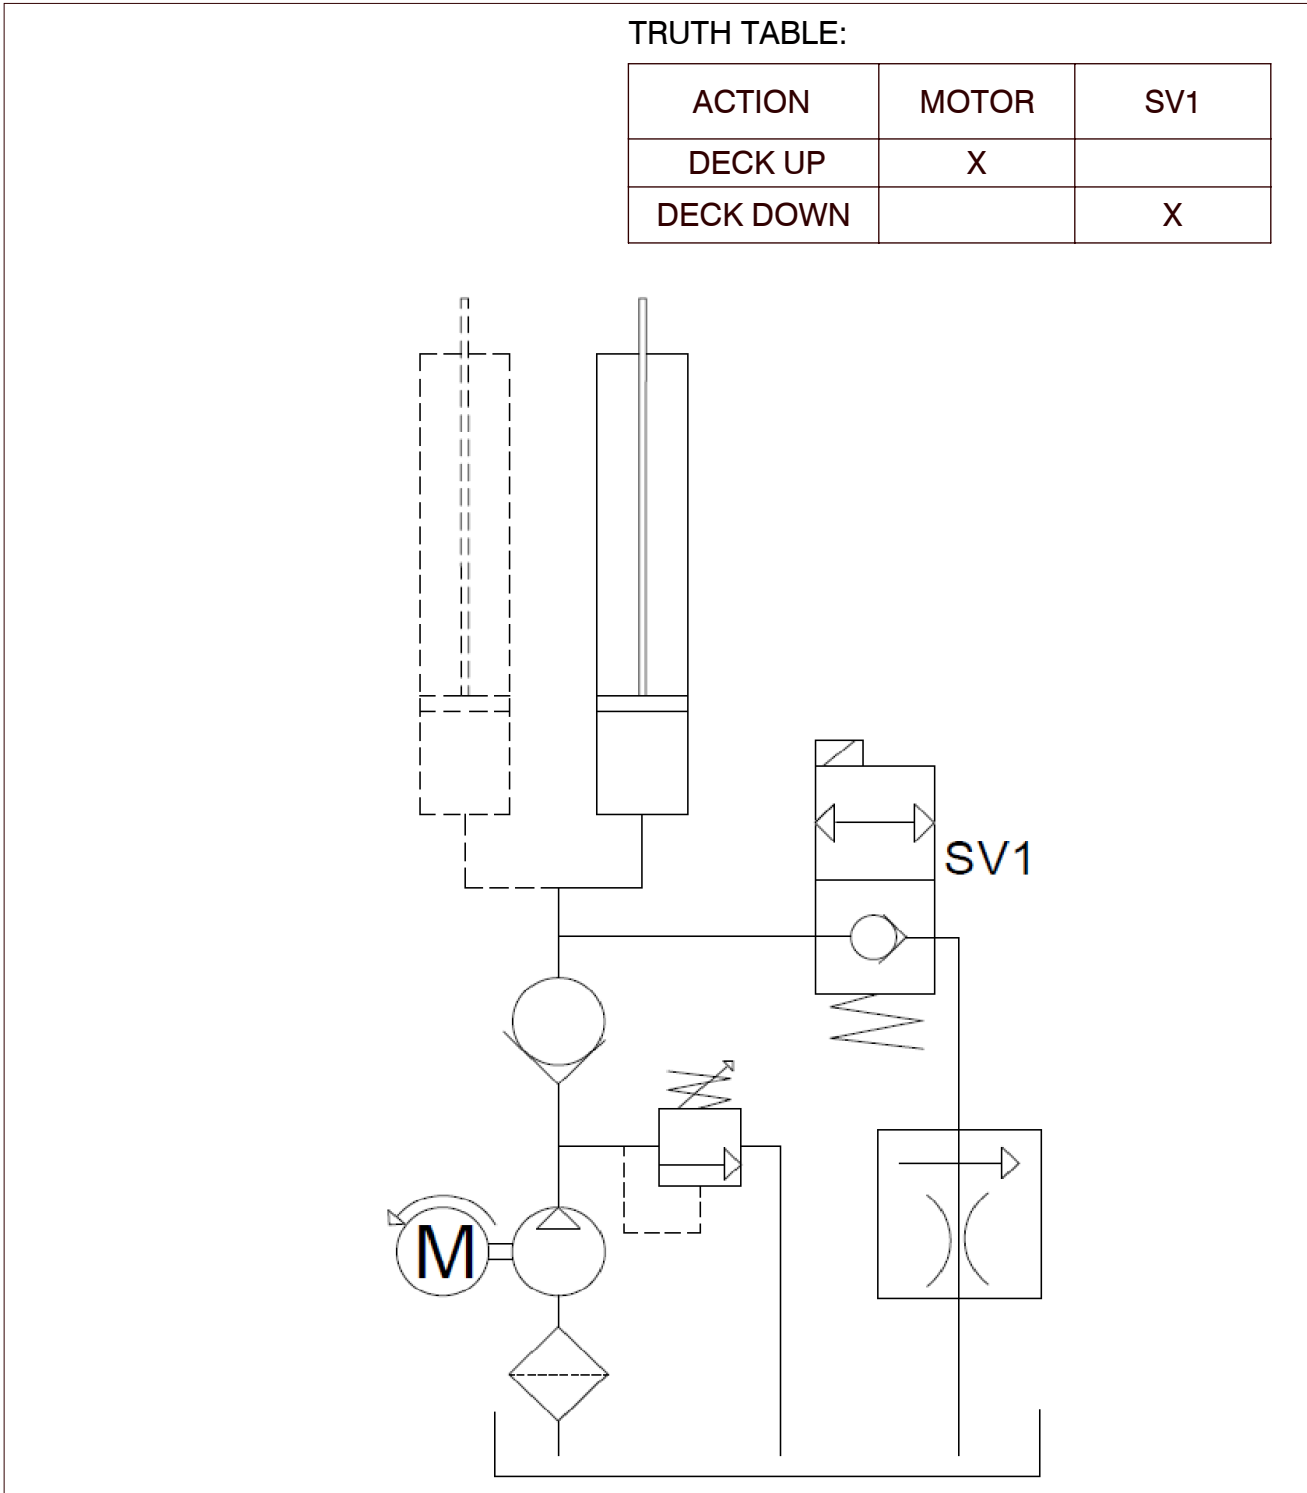 TRUTH TABLE:
ACTION MOTOR SV1
DECK UP X
DECK DOWN X
SV1
M